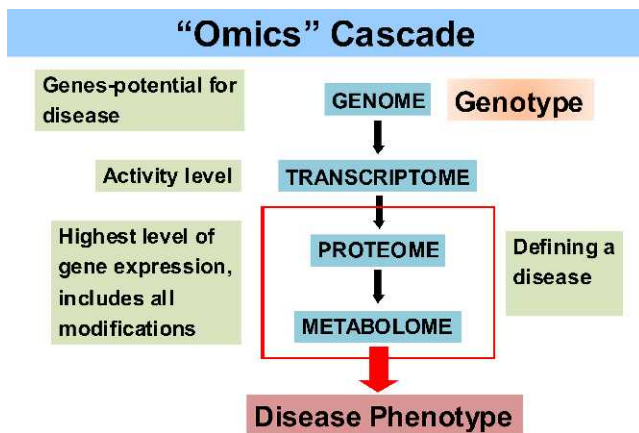 “Omics” Cascade
Genes-potential for
disease
GENOME
Genotype
Activity level
TRANSCRIPTOME
Highest level of
gene expression,
includes all
modifications
PROTEOME
Defining a
disease
METABOLOME
Disease Phenotype